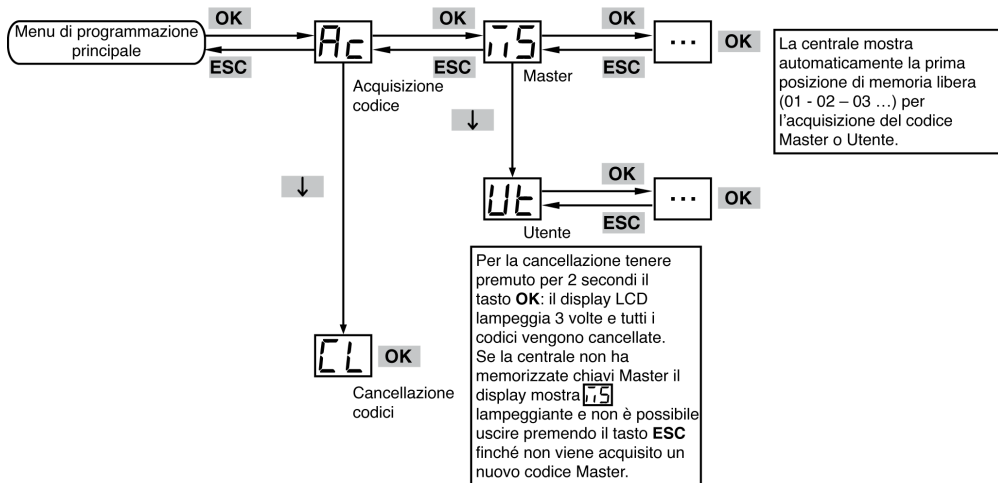 OK
OK
OK
Menu di programmazione
principale
Ac
MS
...
OK
ESC
ESC
ESC
Acquisizione
codice
Master
La centrale mostra
automaticamente la prima
posizione di memoria libera
(01 - 02 – 03 ...) per
l'acquisizione del codice
Master o Utente.
↓
↓
OK
Ut
...
OK
ESC
Utente
Per la cancellazione tenere
premuto per 2 secondi il
tasto OK: il display LCD
lampeggia 3 volte e tutti i
codici vengono cancellate.
Se la centrale non ha
memorizzate chiavi Master il
display mostra MS
lampeggiante e non è possibile
uscire premendo il tasto ESC
finché non viene acquisito un
nuovo codice Master.
CL
OK
Cancellazione
codici